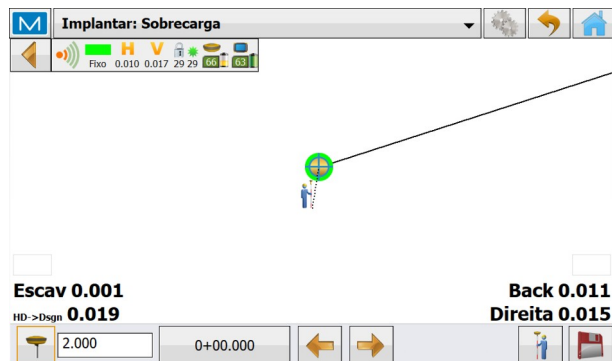 M Implantar: Sobrecarga
H V
Fixo 0.010 0.017 29 29 66 63
Escav 0.001
Back 0.011
HD->Dsgn 0.019
Direita 0.015
2.000
0+00.000